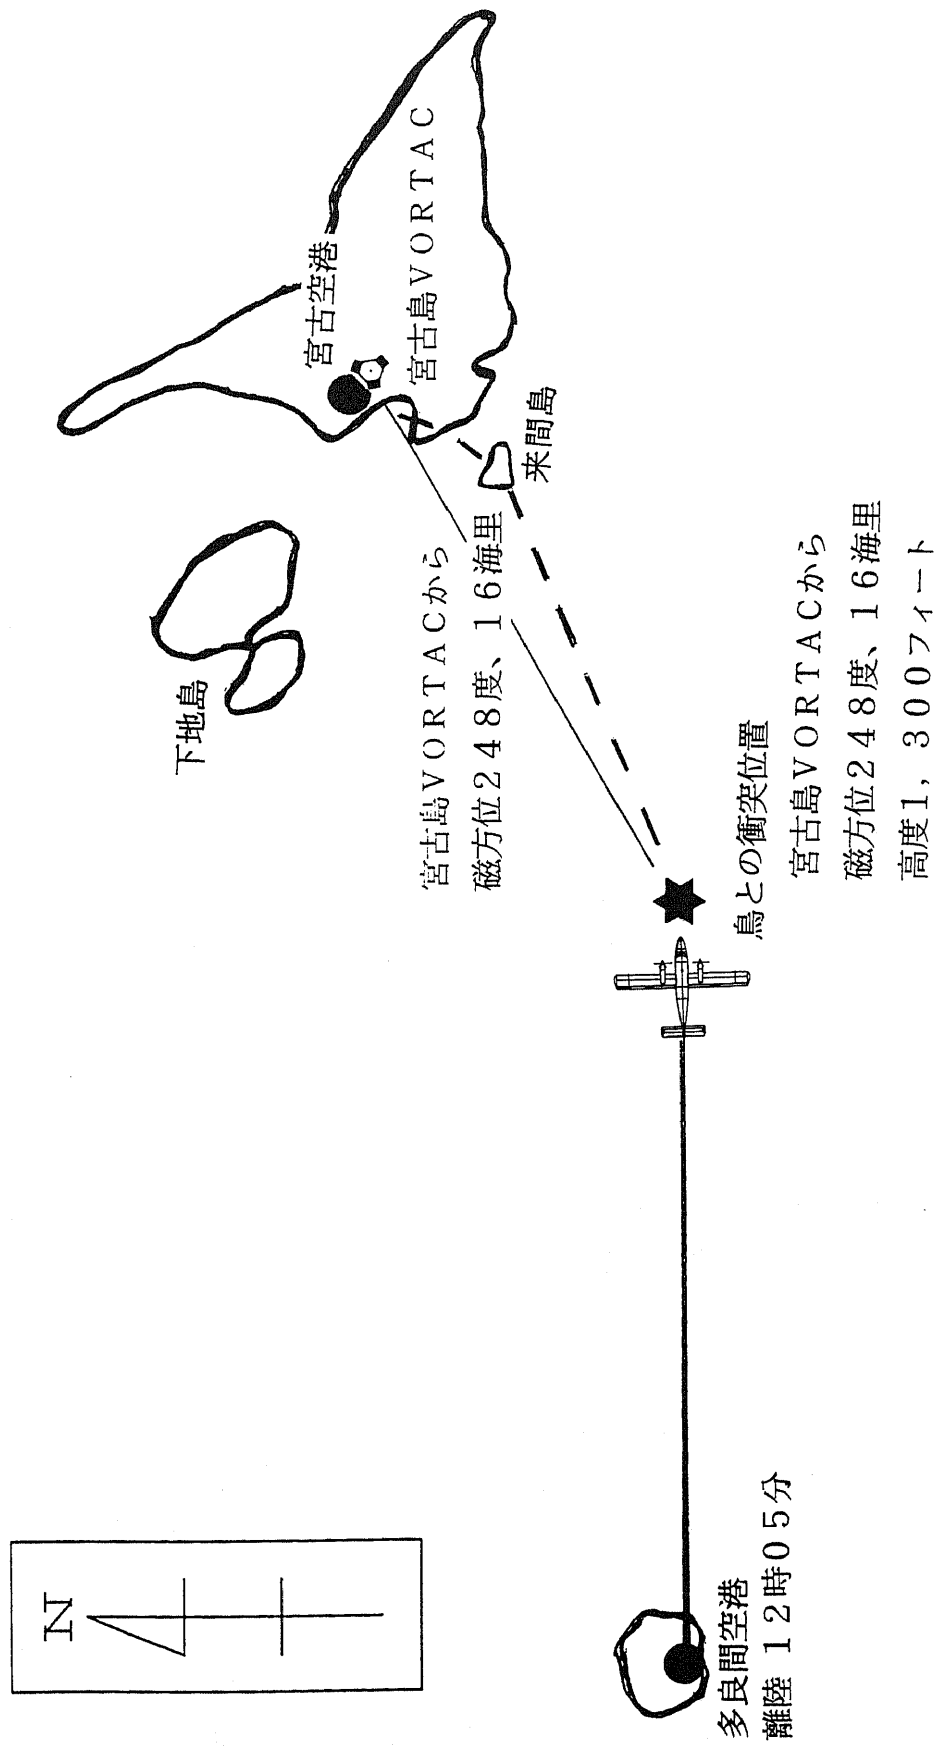 N
下地島
宮古空港
宮古島VORTAC
来間島
宮古島VORTACから
磁方位248度、16海里
鳥との衝突位置
宮古島VORTACから
磁方位248度、16海里
高度1,300フィート
多良間空港
離陸 12時05分